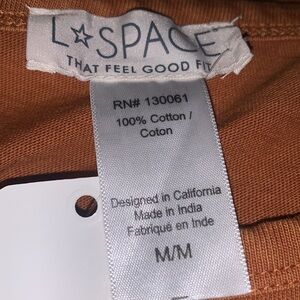 L☆SPACE
THAT FEEL GOOD FIT
RN# 130061
100% Cotton /
Coton
Designed in California
Made in India
Fabriqué en Inde
M/M